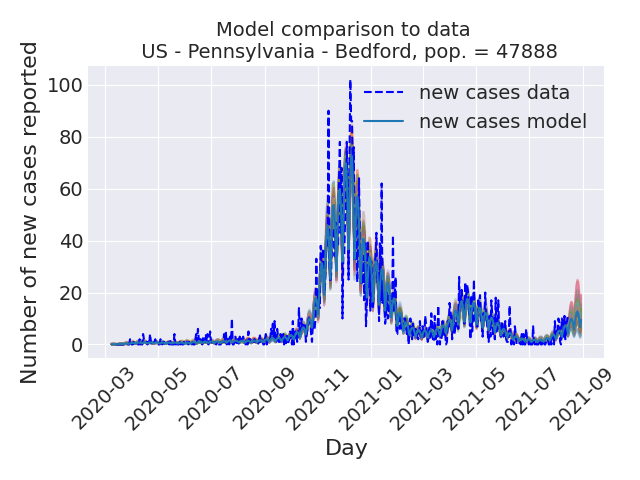 Model comparison to data
US - Pennsylvania - Bedford, pop. = 47888
Number of new cases reported
100
80
60
40
20
0
new cases data
new cases model
2020-03
2020-05
2020-07
2020-09
2020-11
2021-01
2021-03
2021-05
2021-07
2021-09
Day